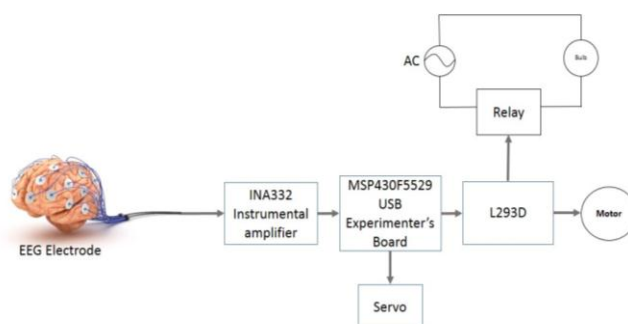 AC
Bulb
Relay
INA332
Instrumental
amplifier
MSP430F5529
USB
Experimenter's
Board
L293D
Motor
EEG Electrode
Servo